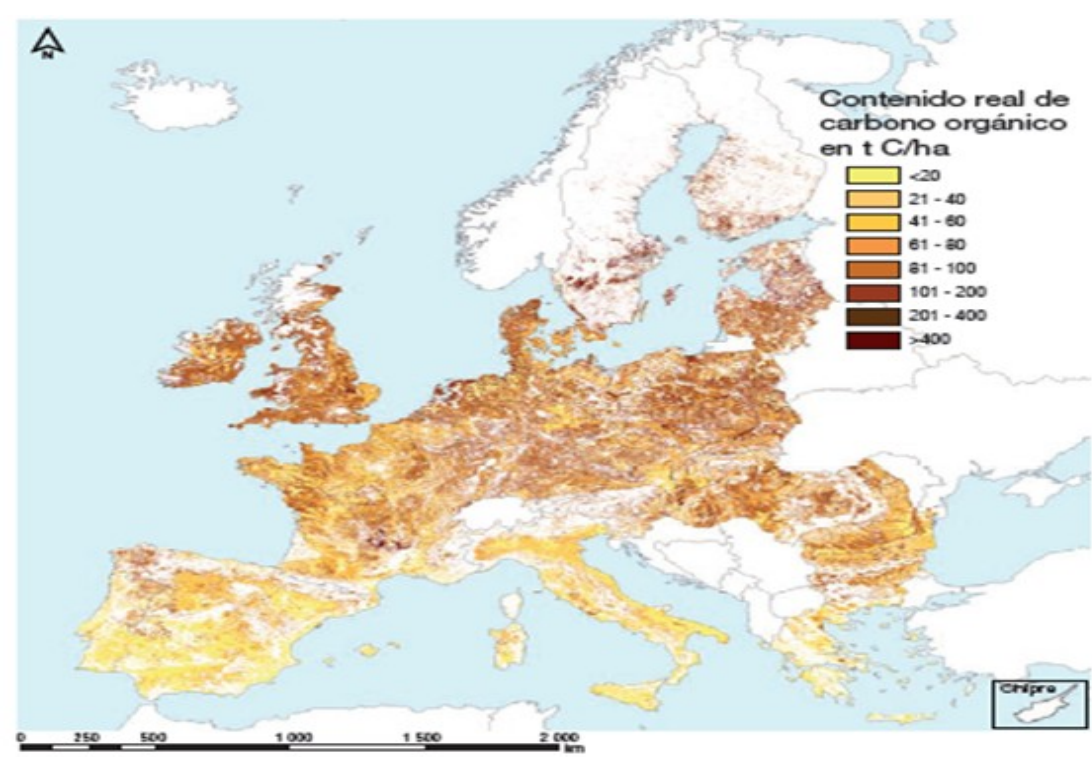 N
Contenido real de
carbono orgánico
en t C/ha
<20
21 - 40
41 - 60
61 - 80
81 - 100
101 - 200
201 - 400
>400
Chipre
0 250 500 1 000 1 500 2 000
km